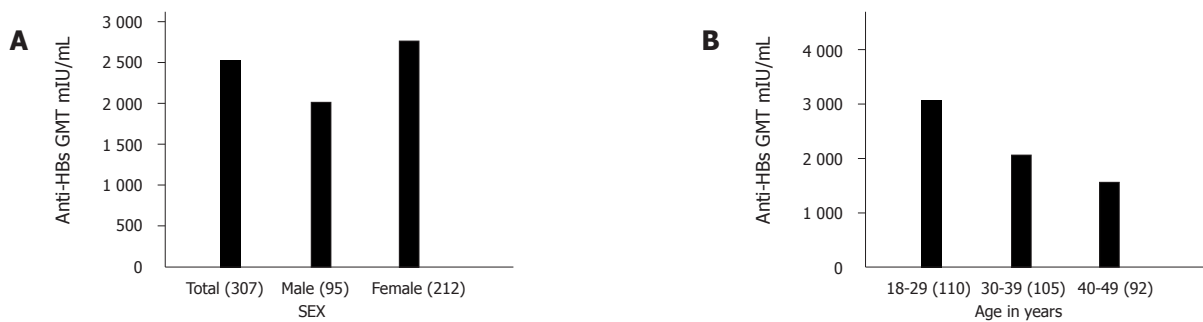 A
Anti-HBs GMT mIU/mL
3 000
2 500
2 000
1 500
1 000
500
0
Total (307) Male (95) Female (212)
SEX
B
Anti-HBs GMT mIU/mL
4 000
3 000
2 000
1 000
0
18-29 (110) 30-39 (105) 40-49 (92)
Age in years